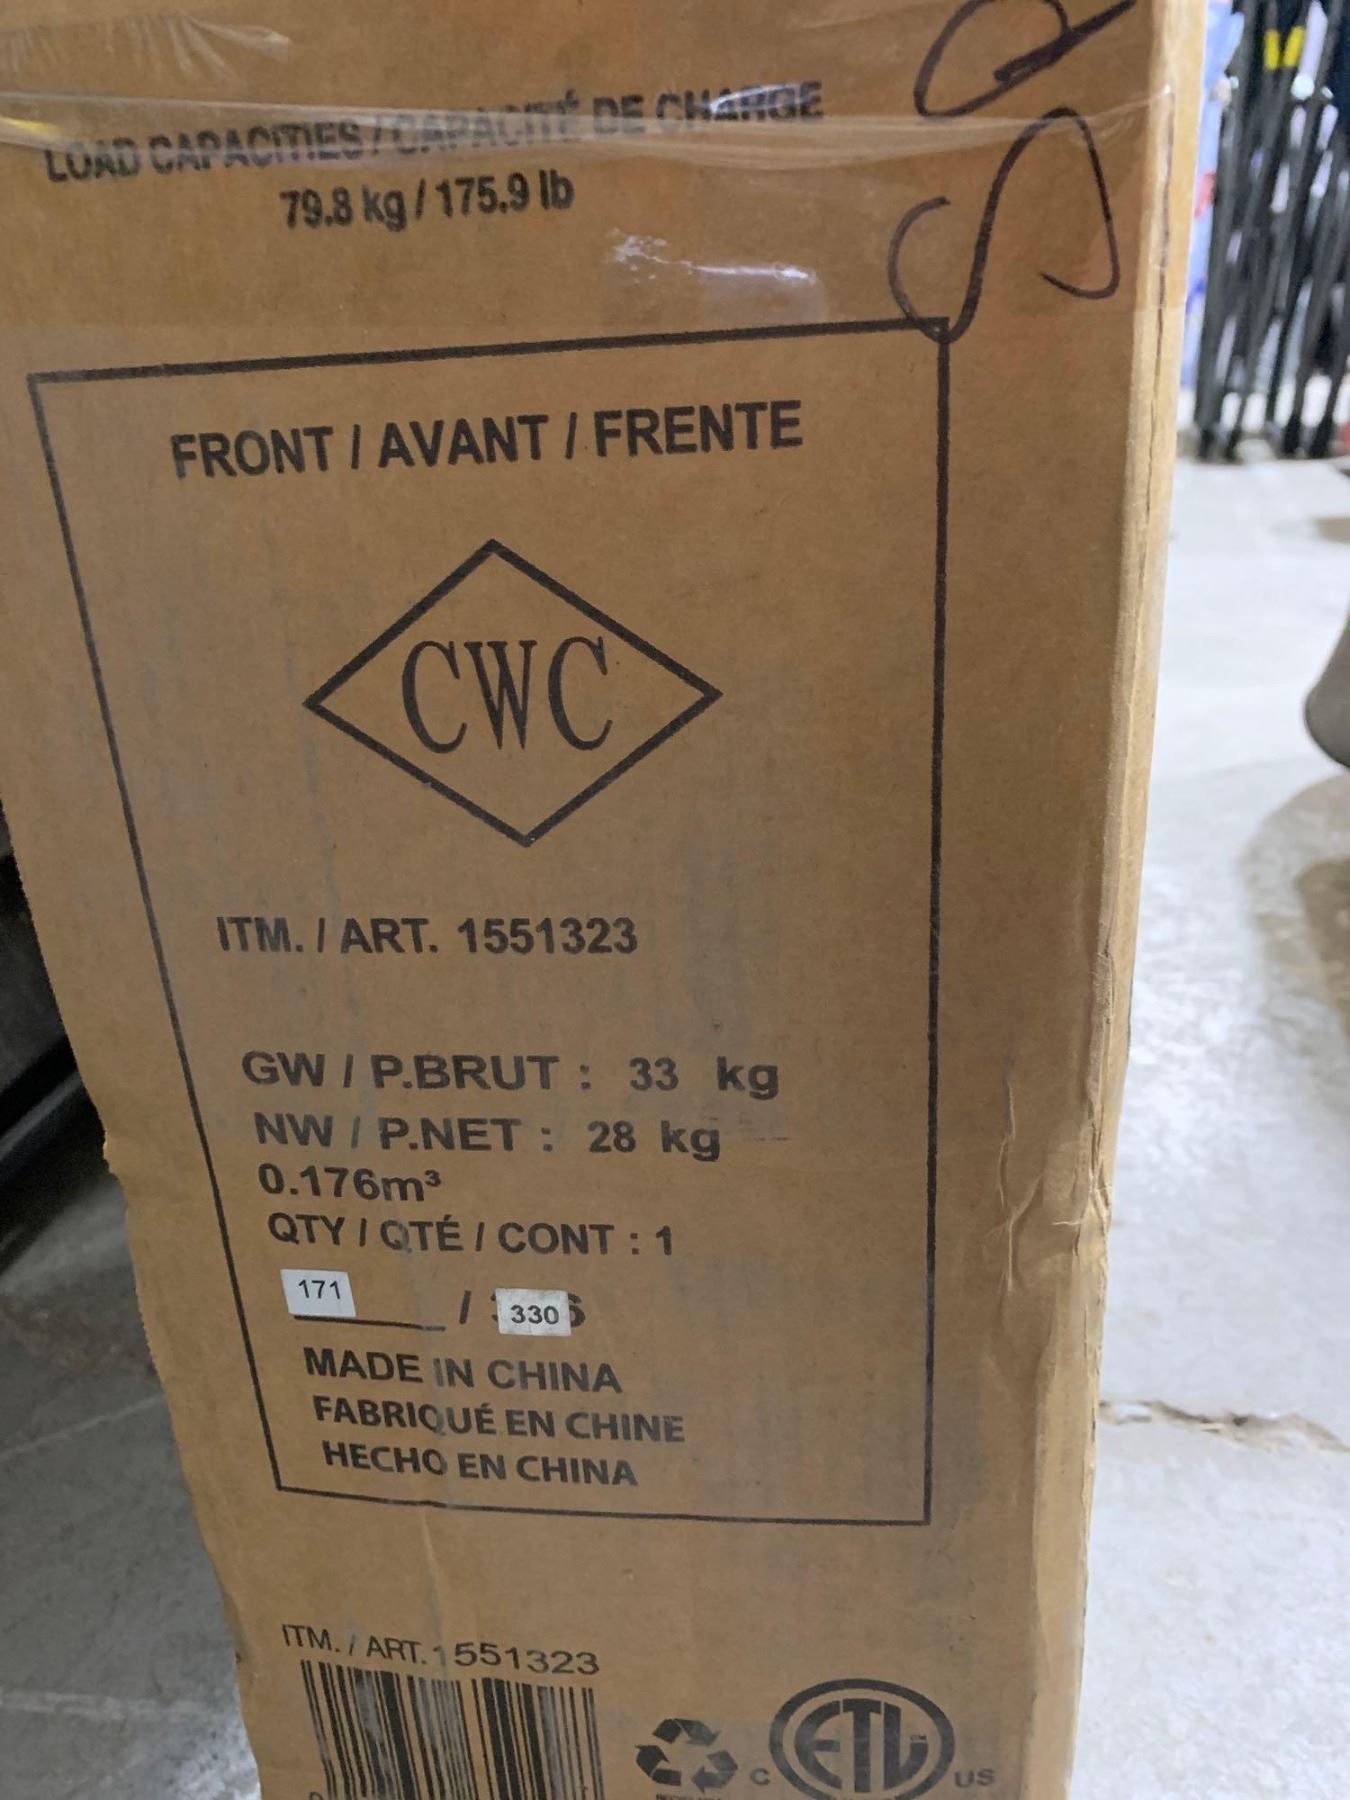 LOAD CAPACITIES / CAPACITÉ DE CHARGE
79.8 kg / 175.9 lb
FRONT / AVANT / FRENTE
CWC
ITM. / ART. 1551323
GW / P.BRUT : 33 kg
NW / P.NET : 28 kg
0.176m³
QTY / QTÉ / CONT : 1
171 / 330
MADE IN CHINA
FABRIQUÉ EN CHINE
HECHO EN CHINA
ITM. / ART. 1551323
C ETL US